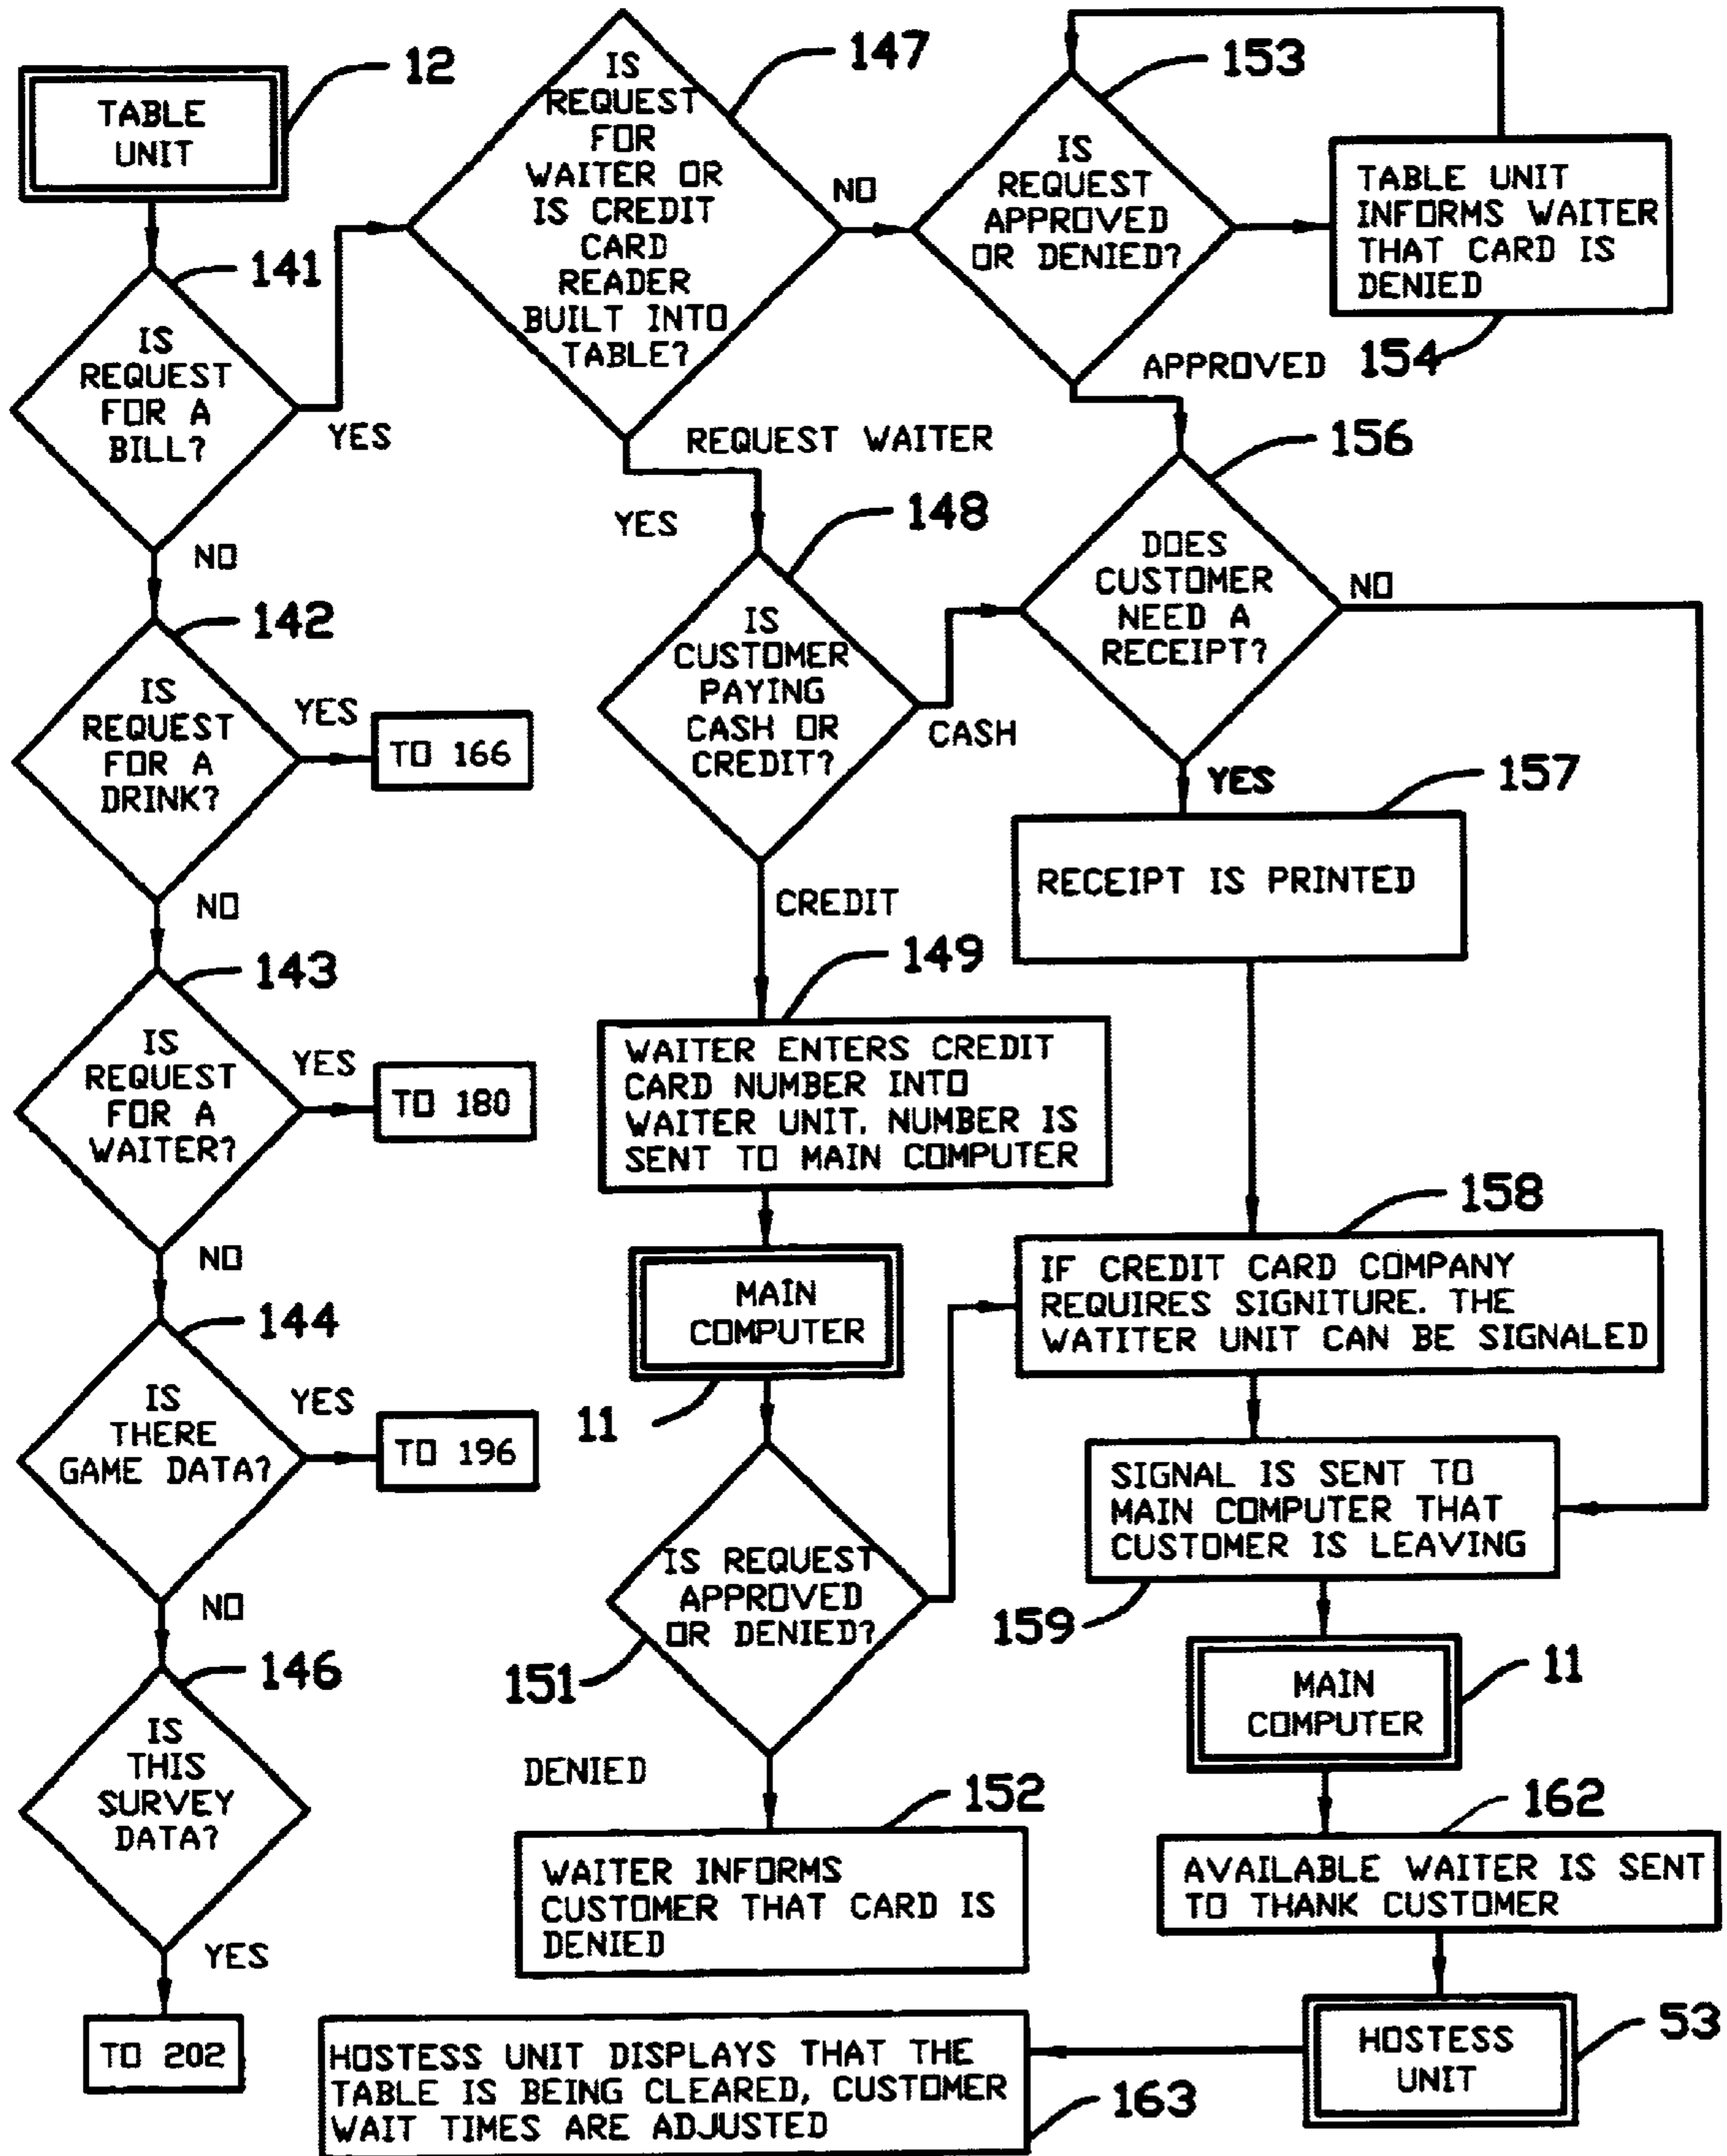 12
TABLE
UNIT
141
IS
REQUEST
FOR A
BILL?
YES
NO
142
IS
REQUEST
FOR A
DRINK?
YES
TO 166
NO
143
IS
REQUEST
FOR A
WAITER?
YES
TO 180
NO
144
IS
THERE
GAME DATA?
YES
TO 196
NO
146
IS
THIS
SURVEY
DATA?
YES
TO 202
147
IS
REQUEST
FOR
WAITER OR
IS CREDIT
CARD
READER
BUILT INTO
TABLE?
NO
REQUEST WAITER
YES
148
IS
CUSTOMER
PAYING
CASH OR
CREDIT?
CASH
CREDIT
149
WAITER ENTERS CREDIT
CARD NUMBER INTO
WAITER UNIT. NUMBER IS
SENT TO MAIN COMPUTER
MAIN
COMPUTER
11
IS REQUEST
APPROVED
OR DENIED?
151
DENIED
152
WAITER INFORMS
CUSTOMER THAT CARD IS
DENIED
153
IS
REQUEST
APPROVED
OR DENIED?
TABLE UNIT
INFORMS WAITER
THAT CARD IS
DENIED
154
APPROVED
156
DOES
CUSTOMER
NEED A
RECEIPT?
NO
YES
157
RECEIPT IS PRINTED
158
IF CREDIT CARD COMPANY
REQUIRES SIGNITURE. THE
WATITER UNIT CAN BE SIGNALED
SIGNAL IS SENT TO
MAIN COMPUTER THAT
CUSTOMER IS LEAVING
159
MAIN
COMPUTER
11
162
AVAILABLE WAITER IS SENT
TO THANK CUSTOMER
HOSTESS
UNIT
53
HOSTESS UNIT DISPLAYS THAT THE
TABLE IS BEING CLEARED, CUSTOMER
WAIT TIMES ARE ADJUSTED
163